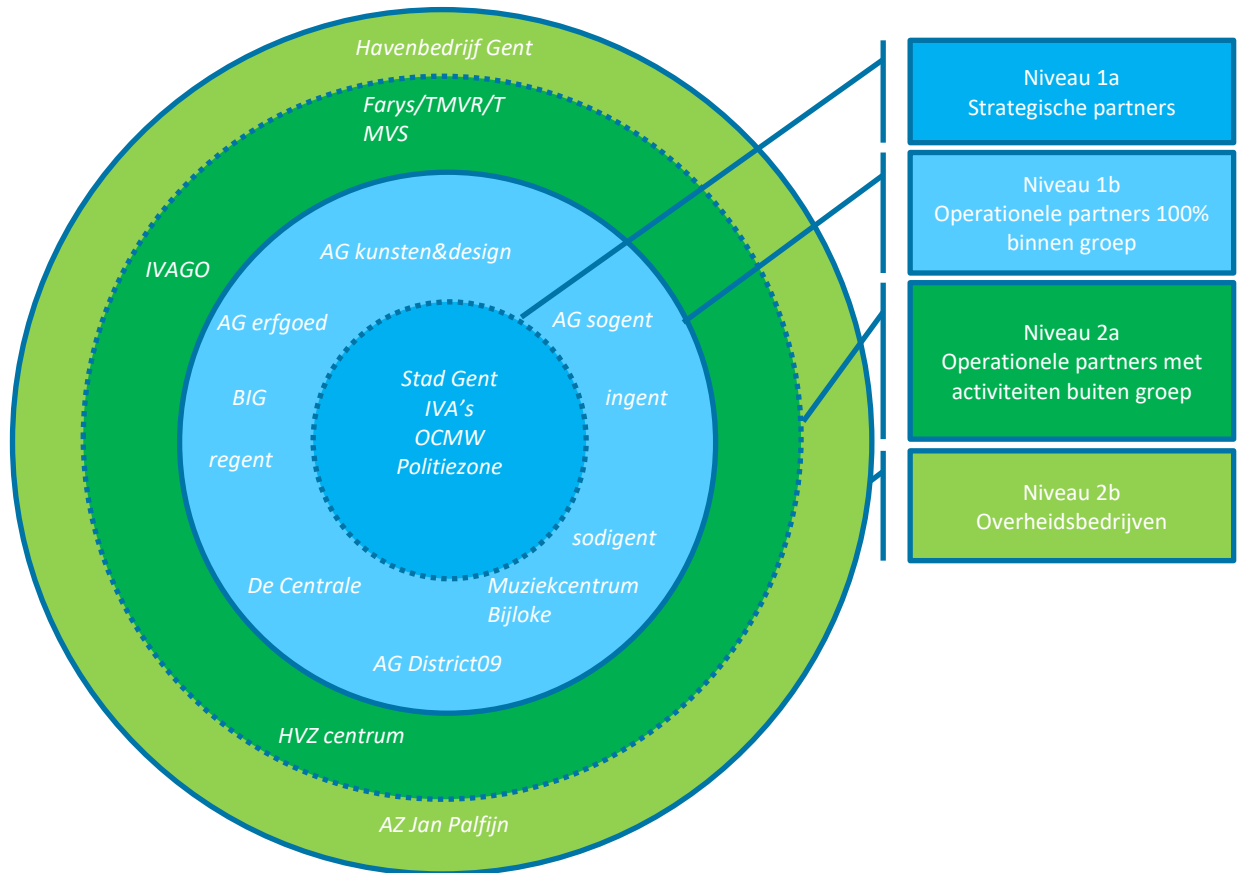 Havenbedrijf Gent
Farys/TMVR/T
MVS
IVAGO
AG kunsten&design
AG erfgoed
AG sogent
BIG
ingent
regent
Stad Gent
IVA's
OCMW
Politiezone
sodigent
De Centrale
Muziekcentrum
Bijloke
AG District09
HVZ centrum
AZ Jan Palfijn
Niveau 1a
Strategische partners
Niveau 1b
Operationele partners 100%
binnen groep
Niveau 2a
Operationele partners met
activiteiten buiten groep
Niveau 2b
Overheidsbedrijven